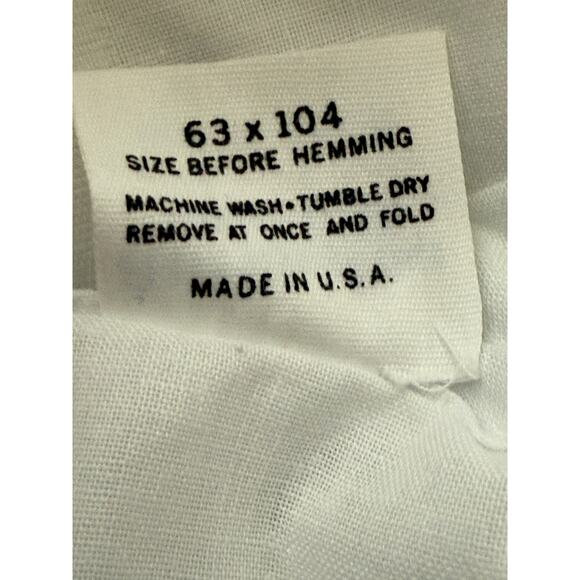 63 x 104
SIZE BEFORE HEMMING
MACHINE WASH•TUMBLE DRY
REMOVE AT ONCE AND FOLD
MADE IN U.S.A.